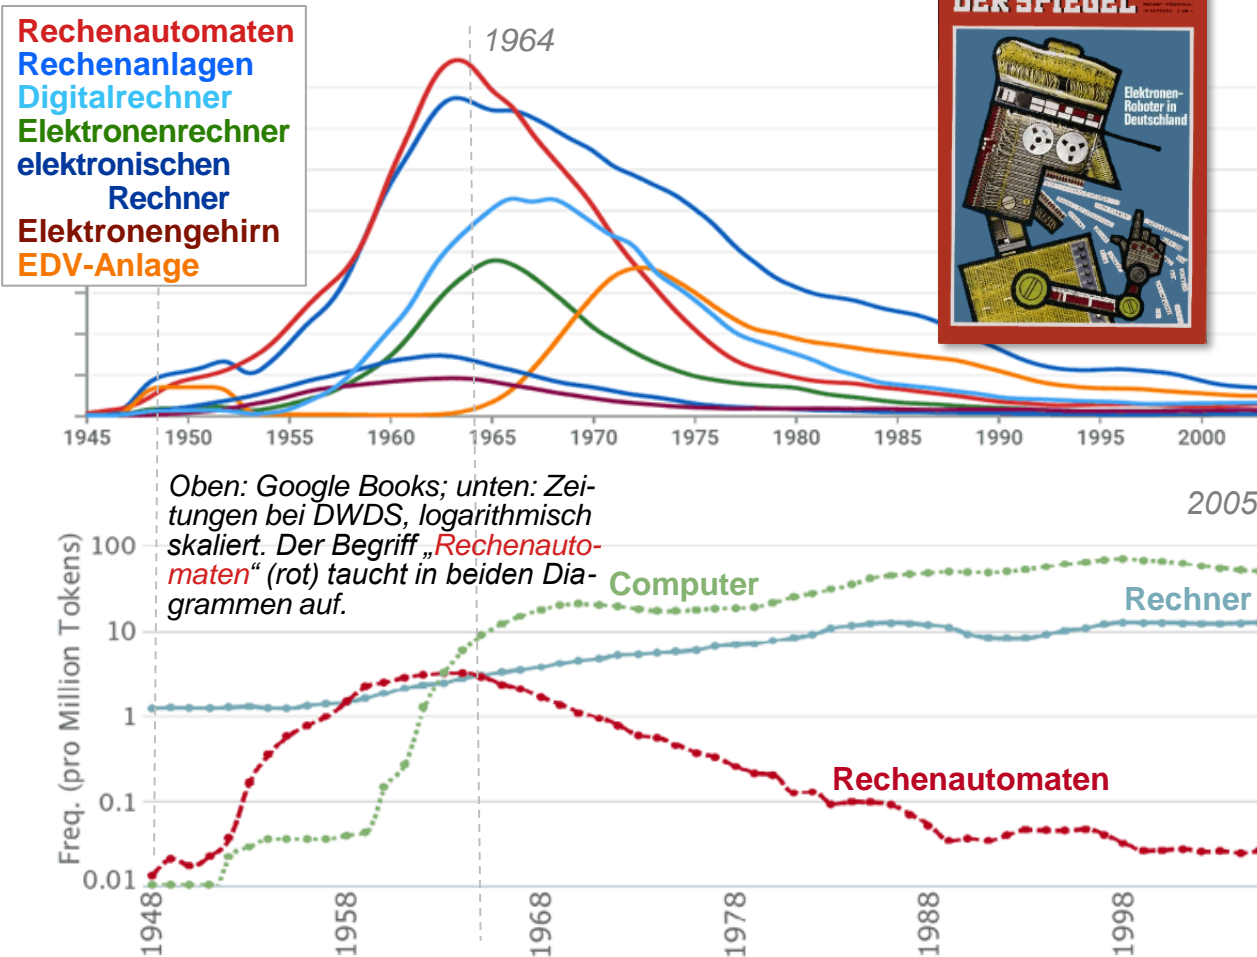 Rechenautomaten
Rechenanlagen
Digitalrechner
Elektronenrechner
elektronischen
Rechner
Elektronengehirn
EDV-Anlage
1964
DER SPIEGEL
Elektronen-
Roboter in
Deutschland
1945 1950 1955 1960 1965 1970 1975 1980 1985 1990 1995 2000
Oben: Google Books; unten: Zei-
tungen bei DWDS, logarithmisch
skaliert. Der Begriff „Rechenauto-
maten“ (rot) taucht in beiden Dia-
grammen auf.
2005
Freq. (pro Million Tokens)
100
10
1
0.1
0.01
Computer
Rechner
Rechenautomaten
1948 1958 1968 1978 1988 1998